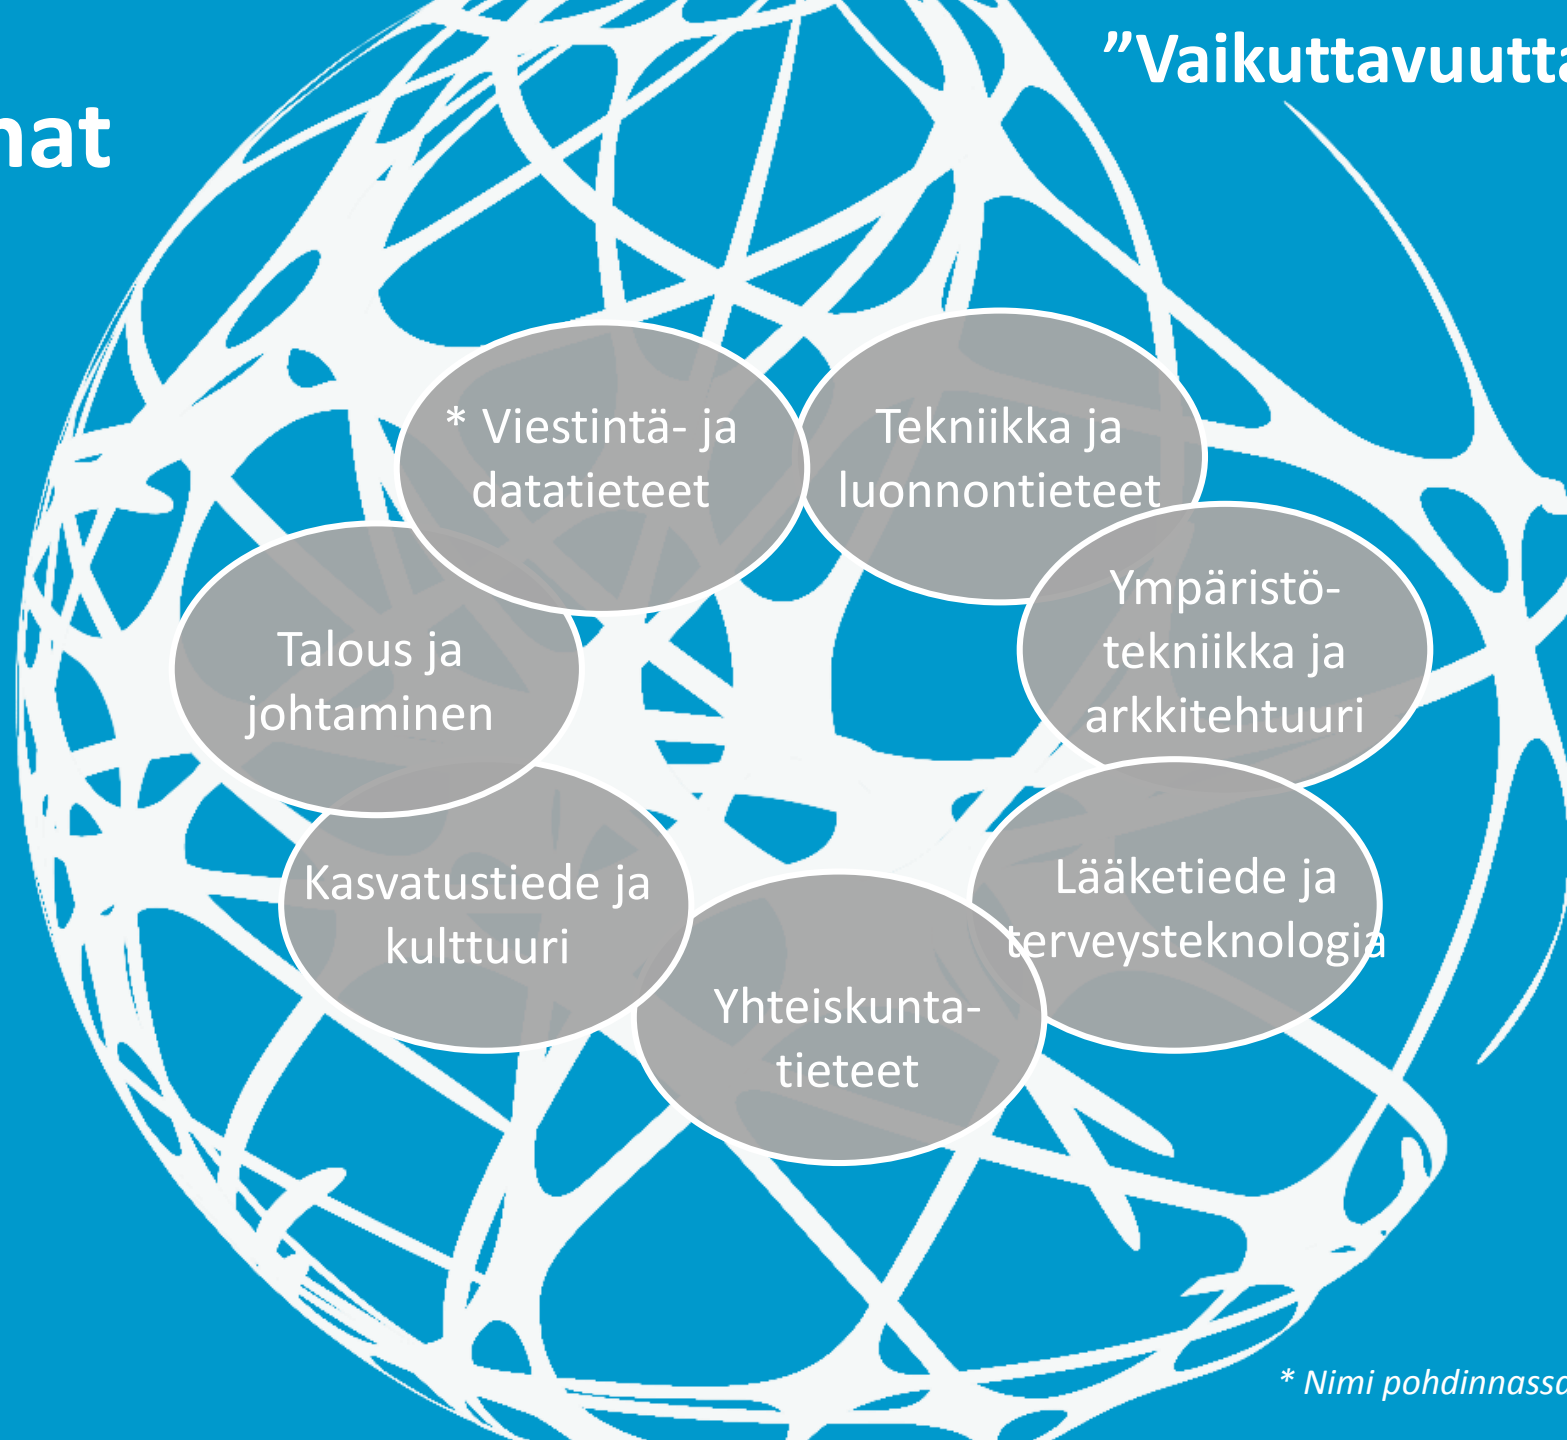 ”Vaikuttavuutta
nat
* Viestintä- ja
datatieteet
Tekniikka ja
luonnontieteet
Ympäristö-
tekniikka ja
arkkitehtuuri
Talous ja
johtaminen
Lääketiede ja
terveysteknologia
Kasvatustiede ja
kulttuuri
Yhteiskunta-
tieteet
* Nimi pohdinnassa